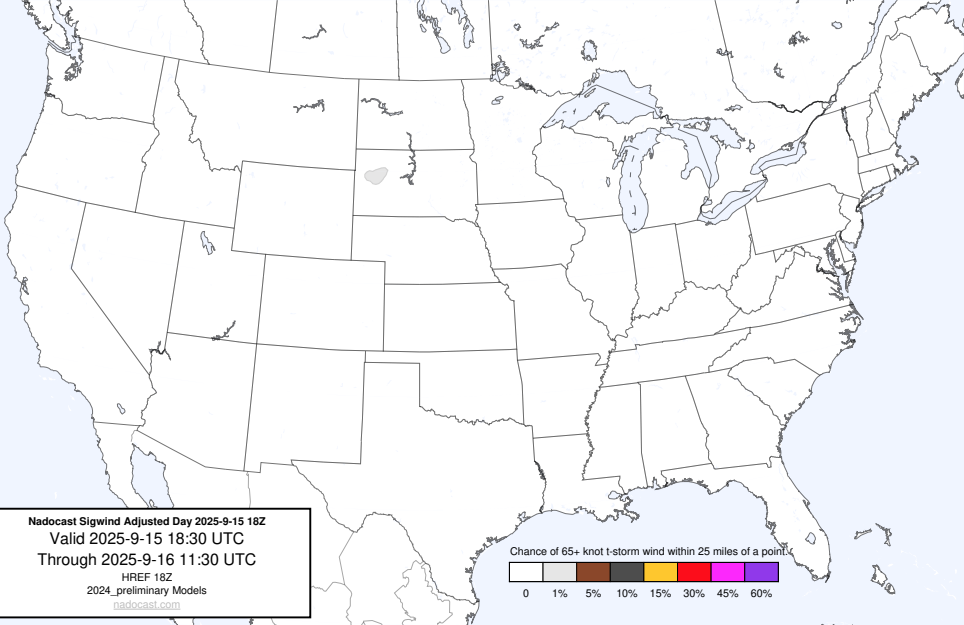 Nadocast Sigwind Adjusted Day 2025-9-15 18Z
Valid 2025-9-15 18:30 UTC
Through 2025-9-16 11:30 UTC
HREF 18Z
2024_preliminary Models
nadocast.com
Chance of 65+ knot t-storm wind within 25 miles of a point.
0 1% 5% 10% 15% 30% 45% 60%